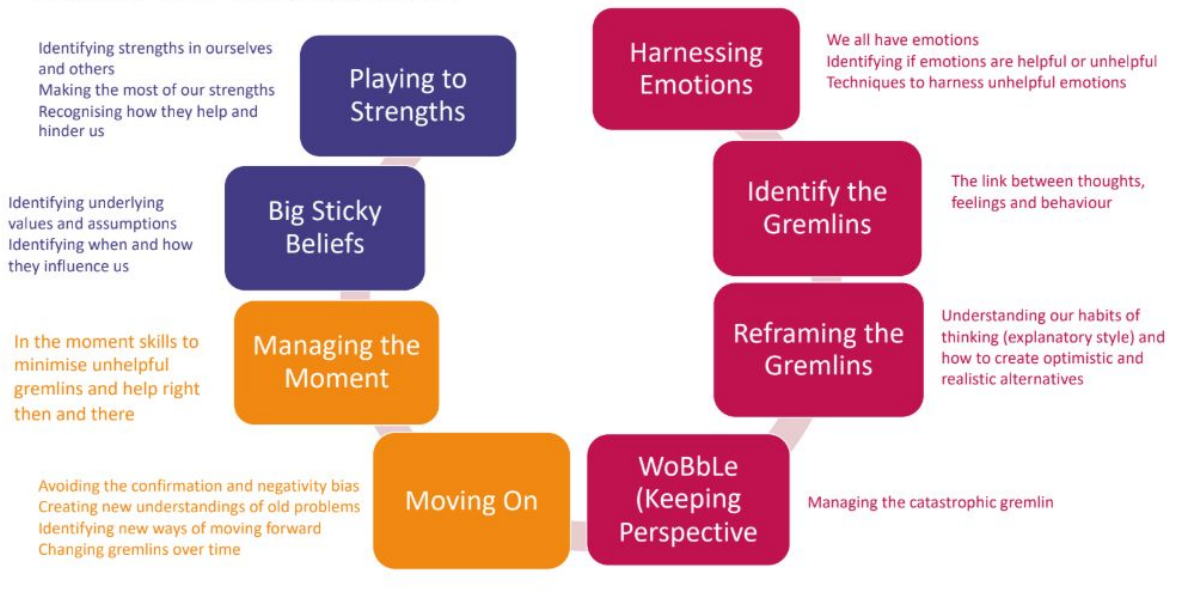 Harnessing
Emotions
We all have emotions
Identifying if emotions are helpful or unhelpful
Techniques to harness unhelpful emotions
Identify the
Gremlins
The link between thoughts,
feelings and behaviour
Reframing the
Gremlins
Understanding our habits of
thinking (explanatory style) and
how to create optimistic and
realistic alternatives
WoBbLe
(Keeping
Perspective
Managing the catastrophic gremlin
Moving On
Avoiding the confirmation and negativity bias
Creating new understandings of old problems
Identifying new ways of moving forward
Changing gremlins over time
Managing the
Moment
In the moment skills to
minimise unhelpful
gremlins and help right
then and there
Big Sticky
Beliefs
Identifying underlying
values and assumptions
Identifying when and how
they influence us
Playing to
Strengths
Identifying strengths in ourselves
and others
Making the most of our strengths
Recognising how they help and
hinder us